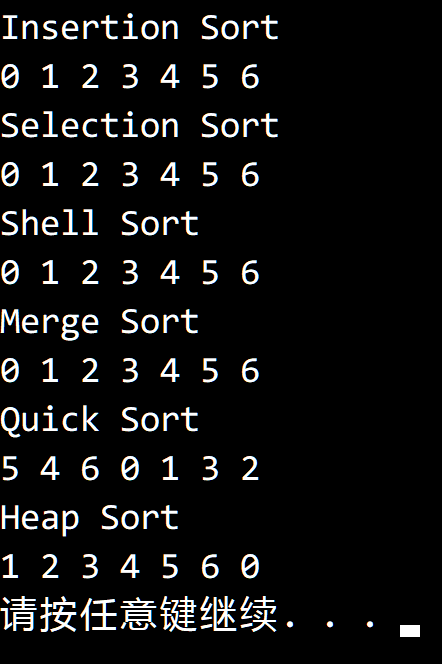 Insertion Sort
0 1 2 3 4 5 6
Selection Sort
0 1 2 3 4 5 6
Shell Sort
0 1 2 3 4 5 6
Merge Sort
0 1 2 3 4 5 6
Quick Sort
5 4 6 0 1 3 2
Heap Sort
1 2 3 4 5 6 0
请按任意键继续. . .